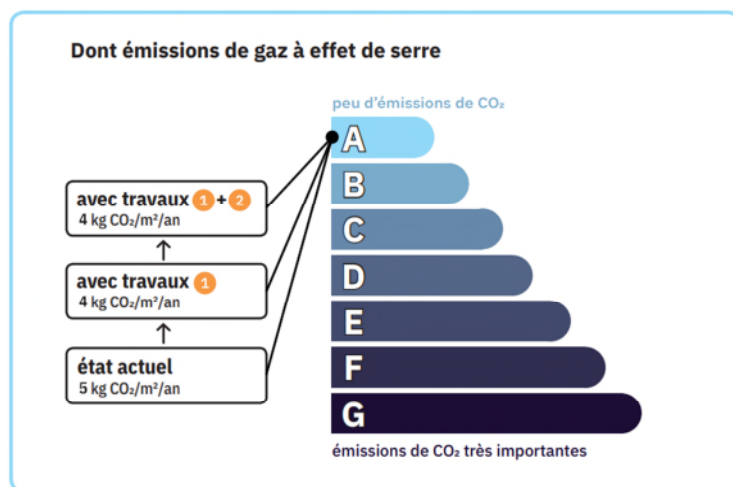 Dont émissions de gaz à effet de serre
peu d'émissions de CO₂
A
B
C
D
E
F
G
émissions de CO₂ très importantes
avec travaux 1 + 2
4 kg CO₂/m²/an
avec travaux 1
4 kg CO₂/m²/an
état actuel
5 kg CO₂/m²/an